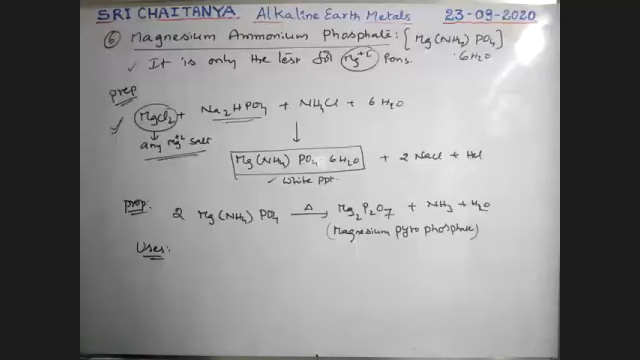 SRI CHAITANYA Alkaline Earth Metals 23-09-2020
⑥ Magnesium Ammonium Phosphate: [Mg(NH₄) PO₄]
·6H₂O
✓ It is only the test for Mg⁺² Ions.
prep
✓ MgCl₂ + Na₂HPO₄ + NH₄Cl + 6H₂O
↓ ↓
any Mg⁺² salt
Mg(NH₄) PO₄ 6H₂O + 2 NaCl + HCl
✓ White ppt.
Prop: 2 Mg(NH₄) PO₄ —Δ→ Mg₂P₂O₇ + NH₃ + H₂O
(Magnesium pyro phosphate)
Uses: